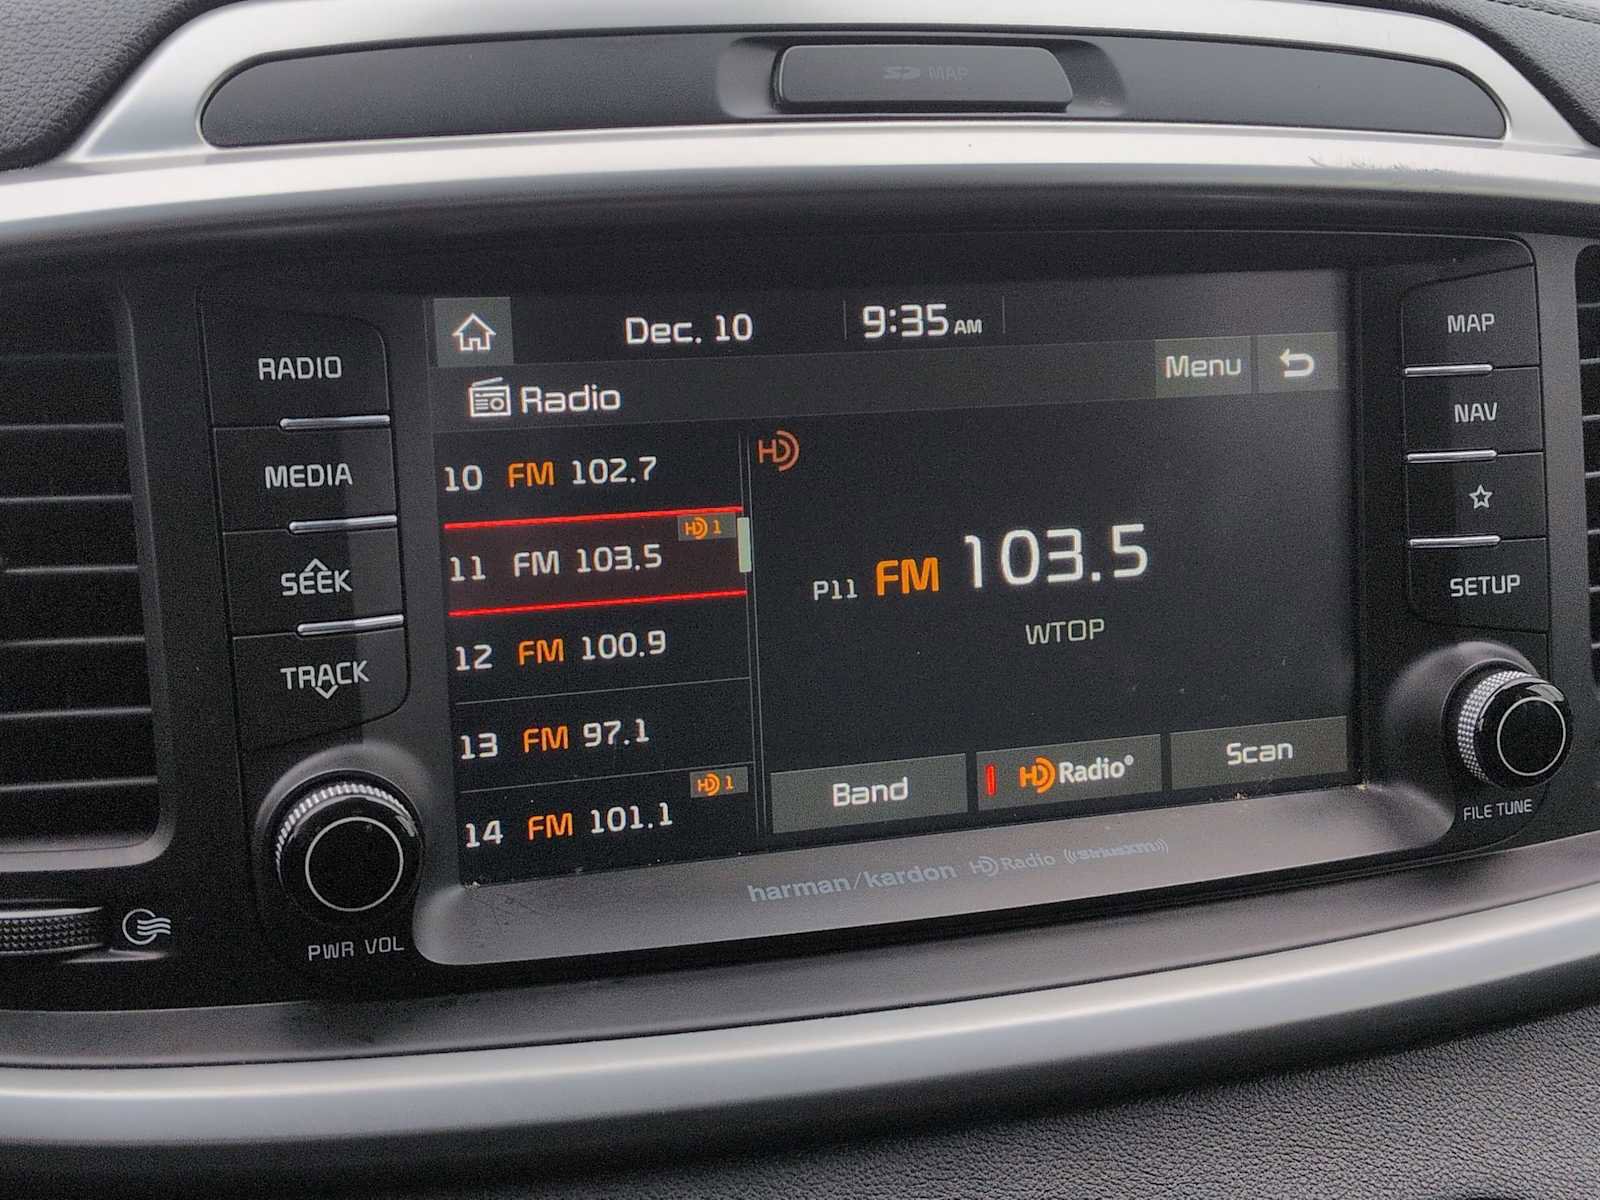 SD MAP
Dec. 10 9:35 AM
Radio Menu
RADIO
MEDIA
SEEK
TRACK
PWR VOL
10 FM 102.7
HD 1
11 FM 103.5
12 FM 100.9
13 FM 97.1
HD 1
14 FM 101.1
HD
P11 FM 103.5
WTOP
Band HD Radio® Scan
harman/kardon HD Radio ((SiriusXM))
MAP
NAV
SETUP
FILE TUNE